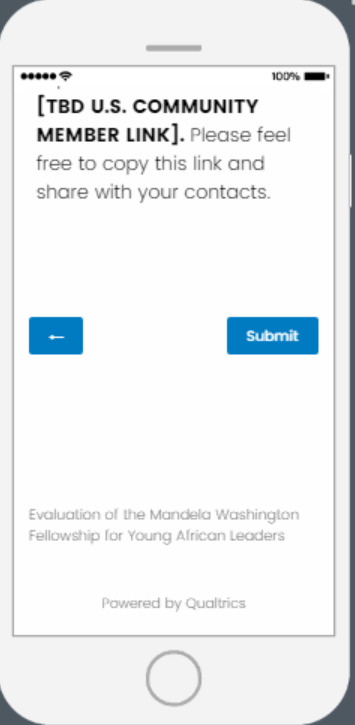 100%
[TBD U.S. COMMUNITY
MEMBER LINK]. Please feel
free to copy this link and
share with your contacts.
←
Submit
Evaluation of the Mandela Washington
Fellowship for Young African Leaders
Powered by Qualtrics